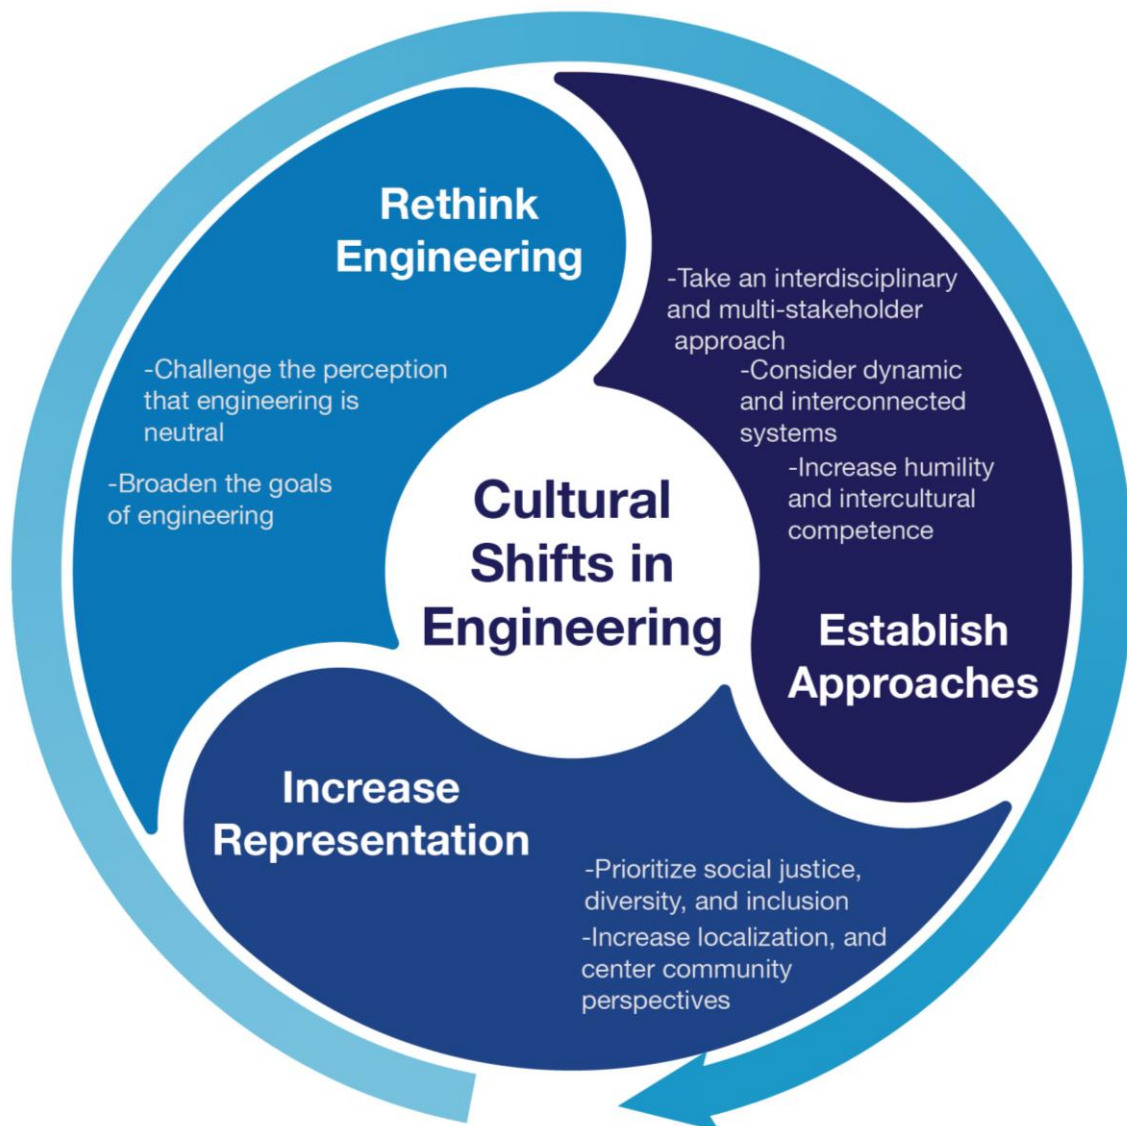 Rethink
Engineering
-Challenge the perception
that engineering is
neutral
-Broaden the goals
of engineering
-Take an interdisciplinary
and multi-stakeholder
approach
-Consider dynamic
and interconnected
systems
-Increase humility
and intercultural
competence
Establish
Approaches
Cultural
Shifts in
Engineering
Increase
Representation
-Prioritize social justice,
diversity, and inclusion
-Increase localization, and
center community
perspectives